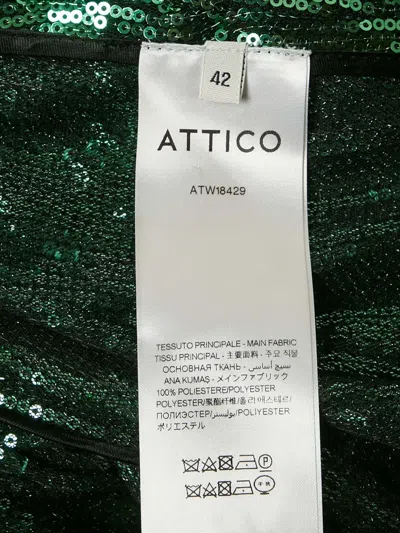 42
ATTICO
ATW18429
TESSUTO PRINCIPALE - MAIN FABRIC
TISSU PRINCIPAL - 主要面料 - 주요 직물
ОСНОВНАЯ ТКАНЬ - نسيج أساسي -
ANA KUMAŞ - メインファブリック
100% POLIESTERE/POLYESTER/
POLYESTER/聚酯纤维/폴리에스테르/
ПОЛИЭСТЕР/بوليستر/POLİYESTER/
ポリエステル
P